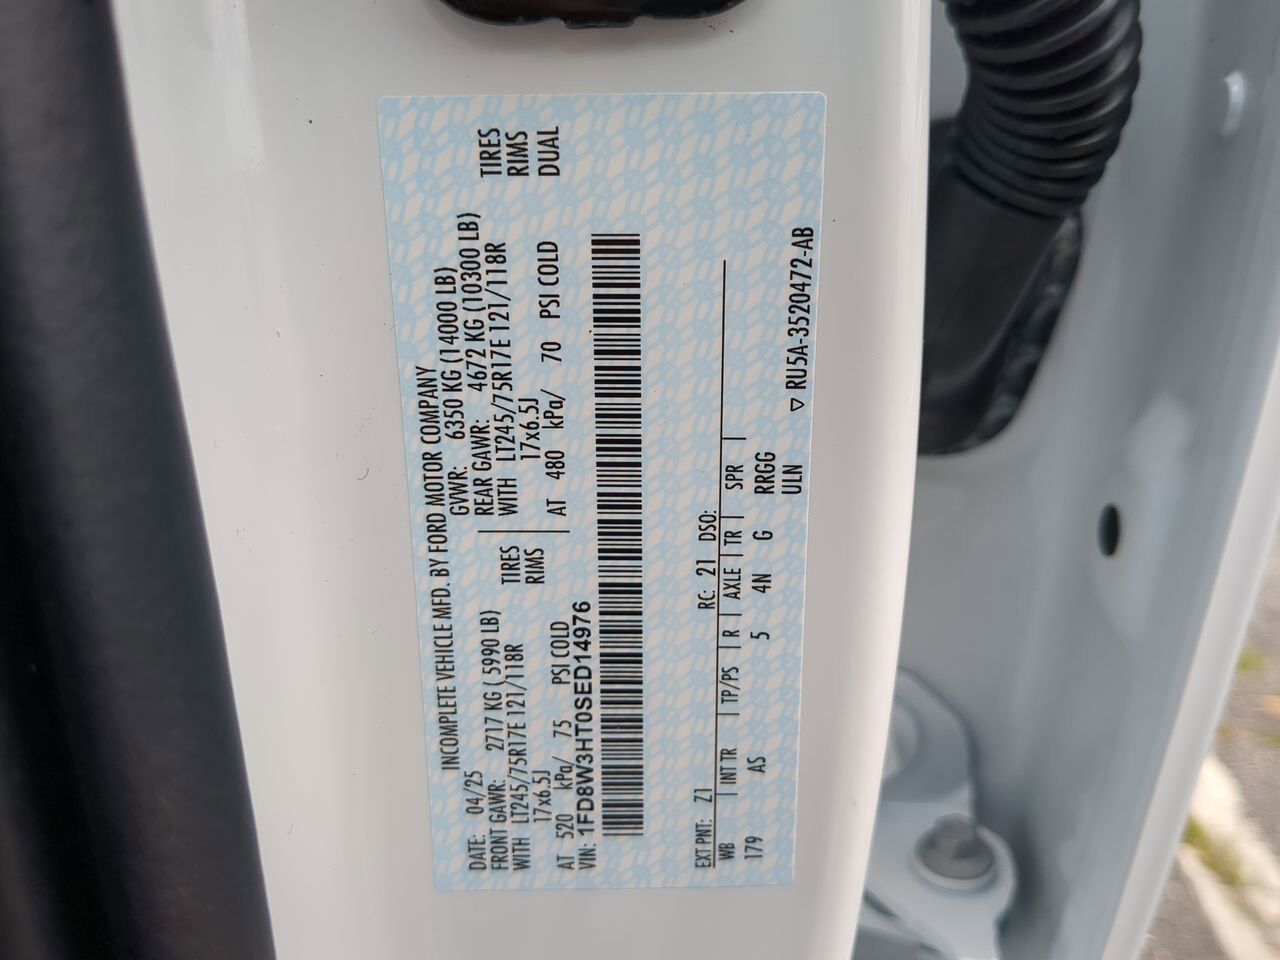 INCOMPLETE VEHICLE MFD. BY FORD MOTOR COMPANY
DATE: 04/25 GVWR: 6350 KG (14000 LB)
FRONT GAWR: 2717 KG ( 5990 LB) REAR GAWR: 4672 KG (10300 LB)
WITH LT245/75R17E 121/118R TIRES WITH LT245/75R17E 121/118R TIRES
17x6.5J RIMS 17x6.5J RIMS
AT 520 kPa/ 75 PSI COLD AT 480 kPa/ 70 PSI COLD DUAL
VIN: 1FD8W3HT0SED14976
EXT PNT: Z1 RC: 21 DSO:
WB INT TR TP/PS R AXLE TR SPR
179 AS 5 4N G RRGG
ULN
▽ RU5A-3520472-AB